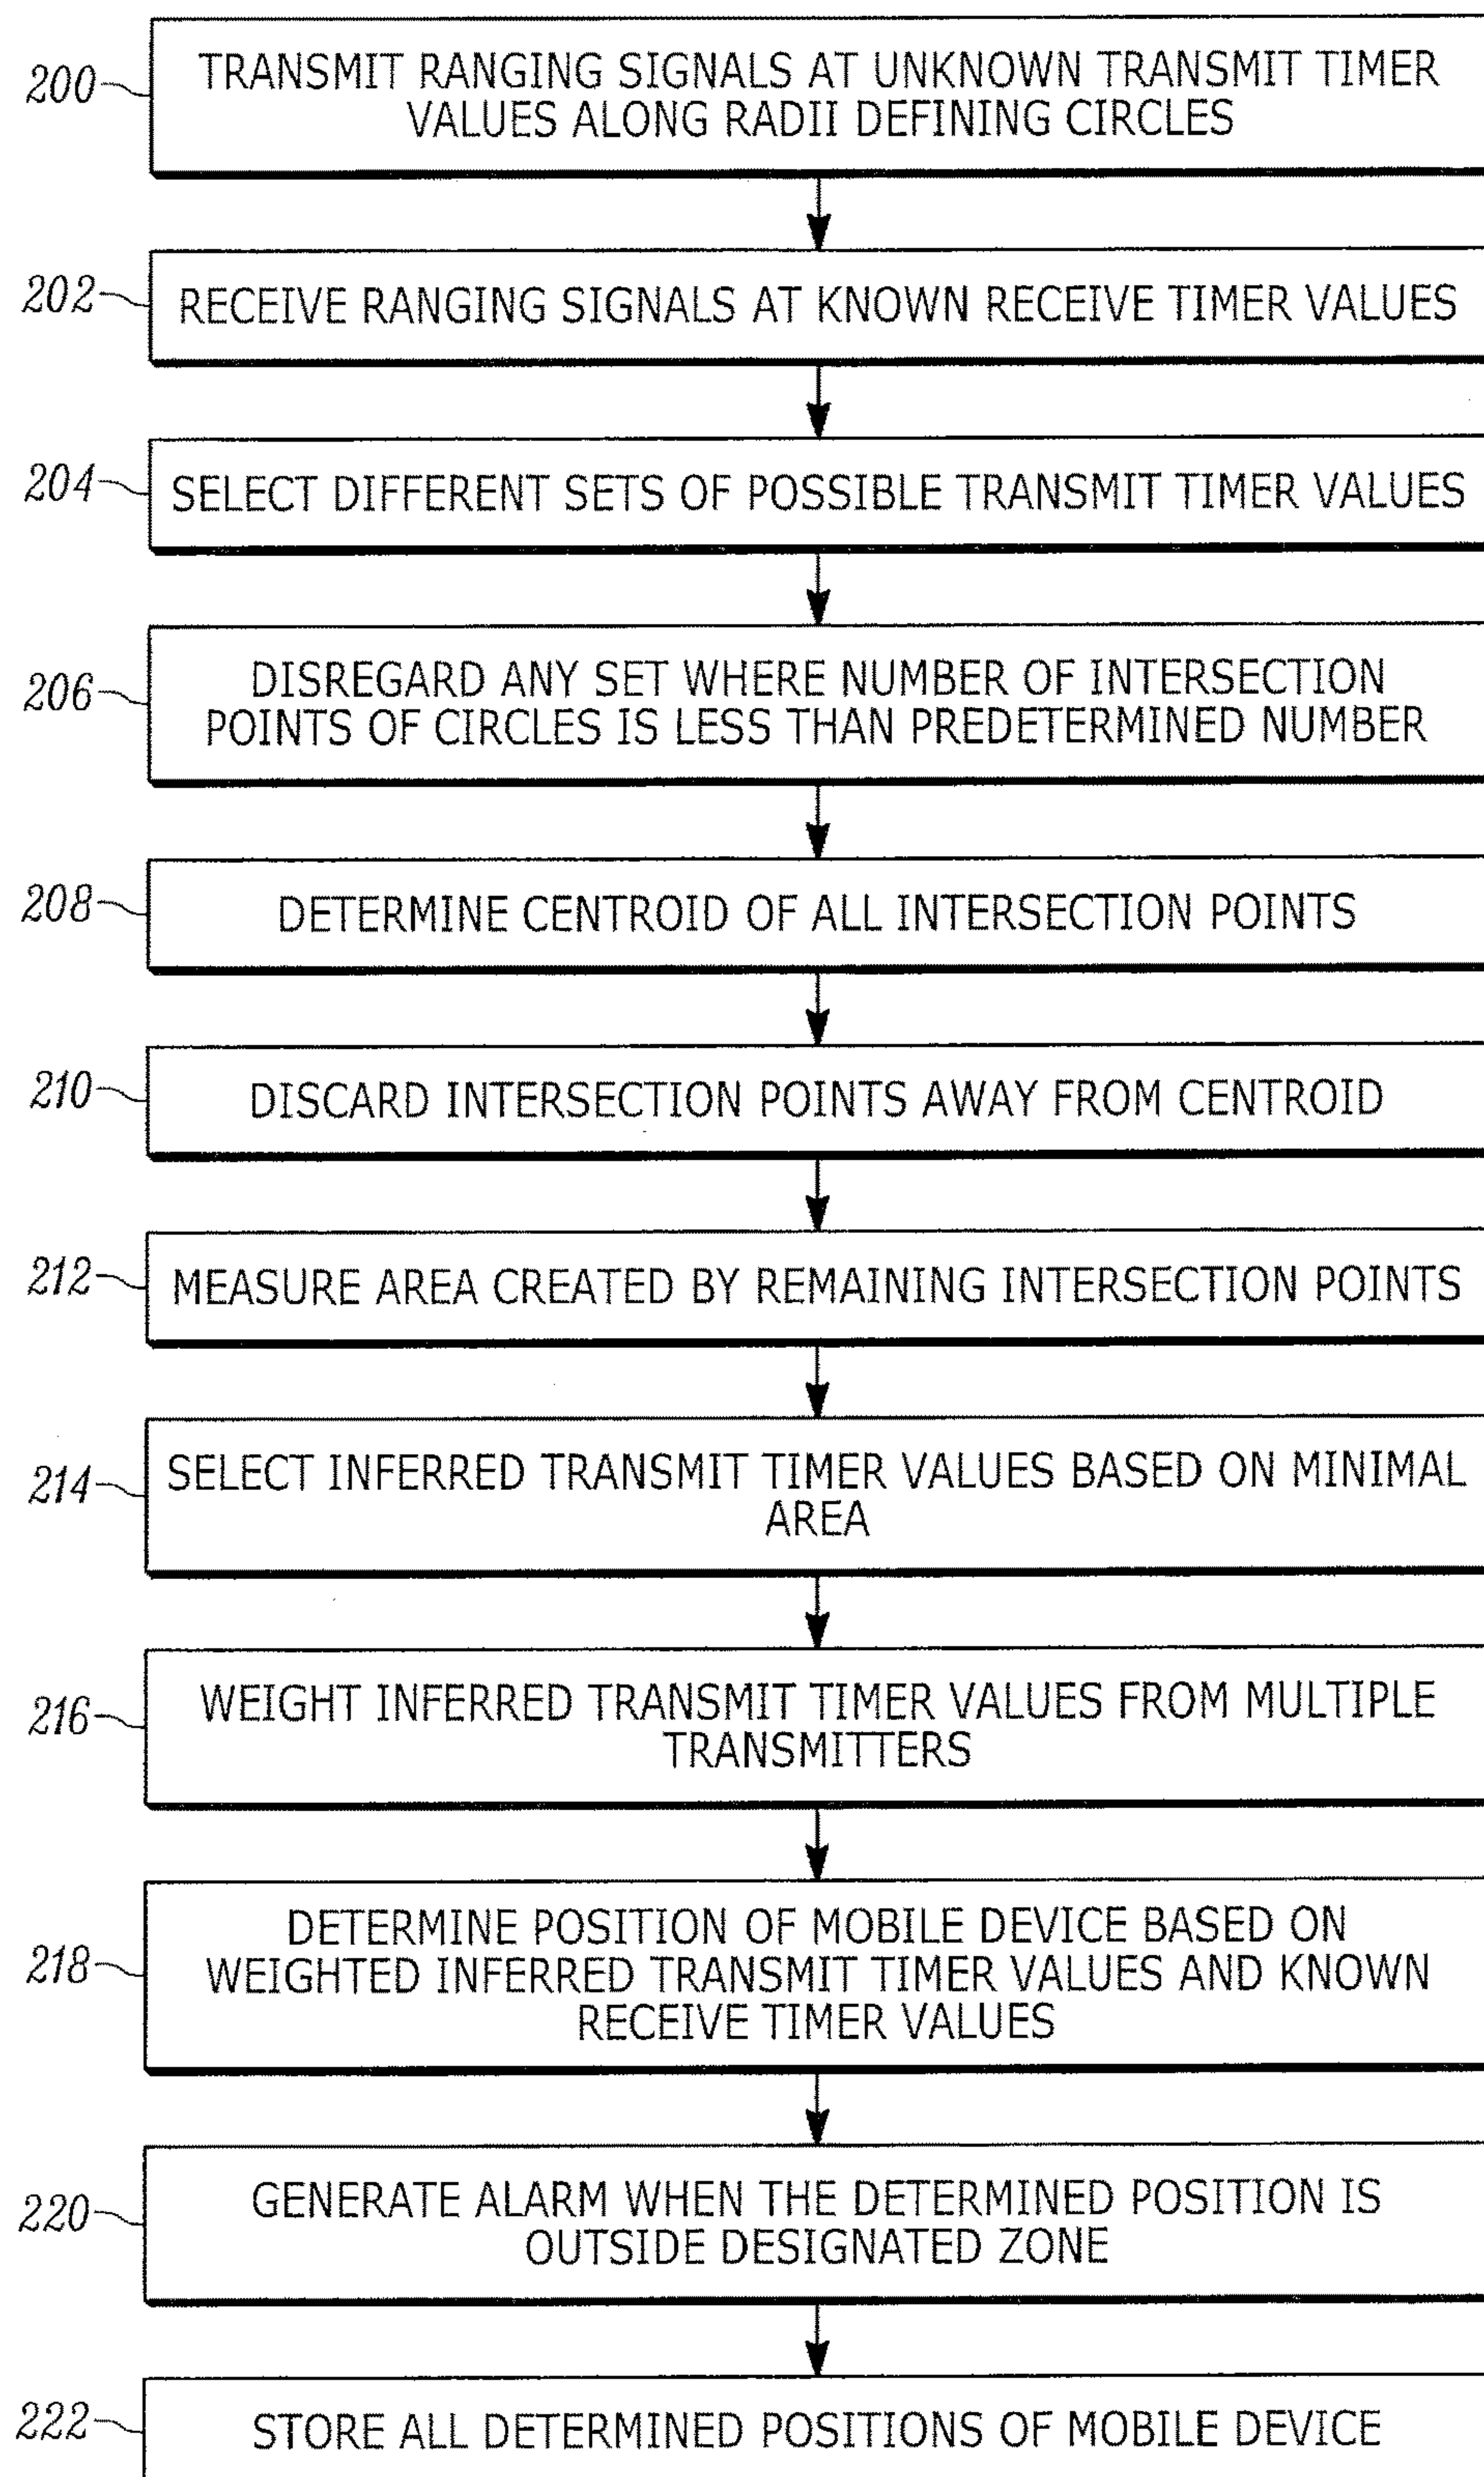 200
TRANSMIT RANGING SIGNALS AT UNKNOWN TRANSMIT TIMER
VALUES ALONG RADII DEFINING CIRCLES
202
RECEIVE RANGING SIGNALS AT KNOWN RECEIVE TIMER VALUES
204
SELECT DIFFERENT SETS OF POSSIBLE TRANSMIT TIMER VALUES
206
DISREGARD ANY SET WHERE NUMBER OF INTERSECTION
POINTS OF CIRCLES IS LESS THAN PREDETERMINED NUMBER
208
DETERMINE CENTROID OF ALL INTERSECTION POINTS
210
DISCARD INTERSECTION POINTS AWAY FROM CENTROID
212
MEASURE AREA CREATED BY REMAINING INTERSECTION POINTS
214
SELECT INFERRED TRANSMIT TIMER VALUES BASED ON MINIMAL
AREA
216
WEIGHT INFERRED TRANSMIT TIMER VALUES FROM MULTIPLE
TRANSMITTERS
218
DETERMINE POSITION OF MOBILE DEVICE BASED ON
WEIGHTED INFERRED TRANSMIT TIMER VALUES AND KNOWN
RECEIVE TIMER VALUES
220
GENERATE ALARM WHEN THE DETERMINED POSITION IS
OUTSIDE DESIGNATED ZONE
222
STORE ALL DETERMINED POSITIONS OF MOBILE DEVICE